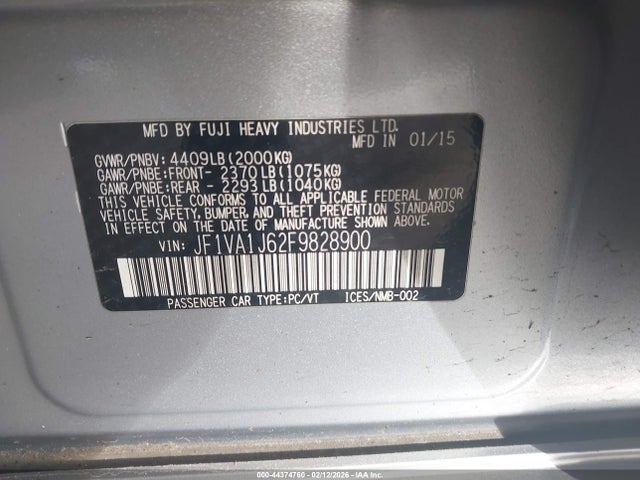 MFD BY FUJI HEAVY INDUSTRIES LTD.
MFD IN 01/15
GVWR/PNBV: 4409LB(2000KG)
GAWR/PNBE:FRONT- 2370LB(1075KG)
GAWR/PNBE:REAR - 2293LB(1040KG)
THIS VEHICLE CONFORMS TO ALL APPLICABLE FEDERAL MOTOR
VEHICLE SAFETY, BUMPER, AND THEFT PREVENTION STANDARDS
IN EFFECT ON THE DATE OF MANUFACTURE SHOWN ABOVE.
VIN: JF1VA1J62F9828900
PASSENGER CAR TYPE:PC/VT ICES/NMB-002
000-44374760 - 02/12/2026 - IAAI.COM